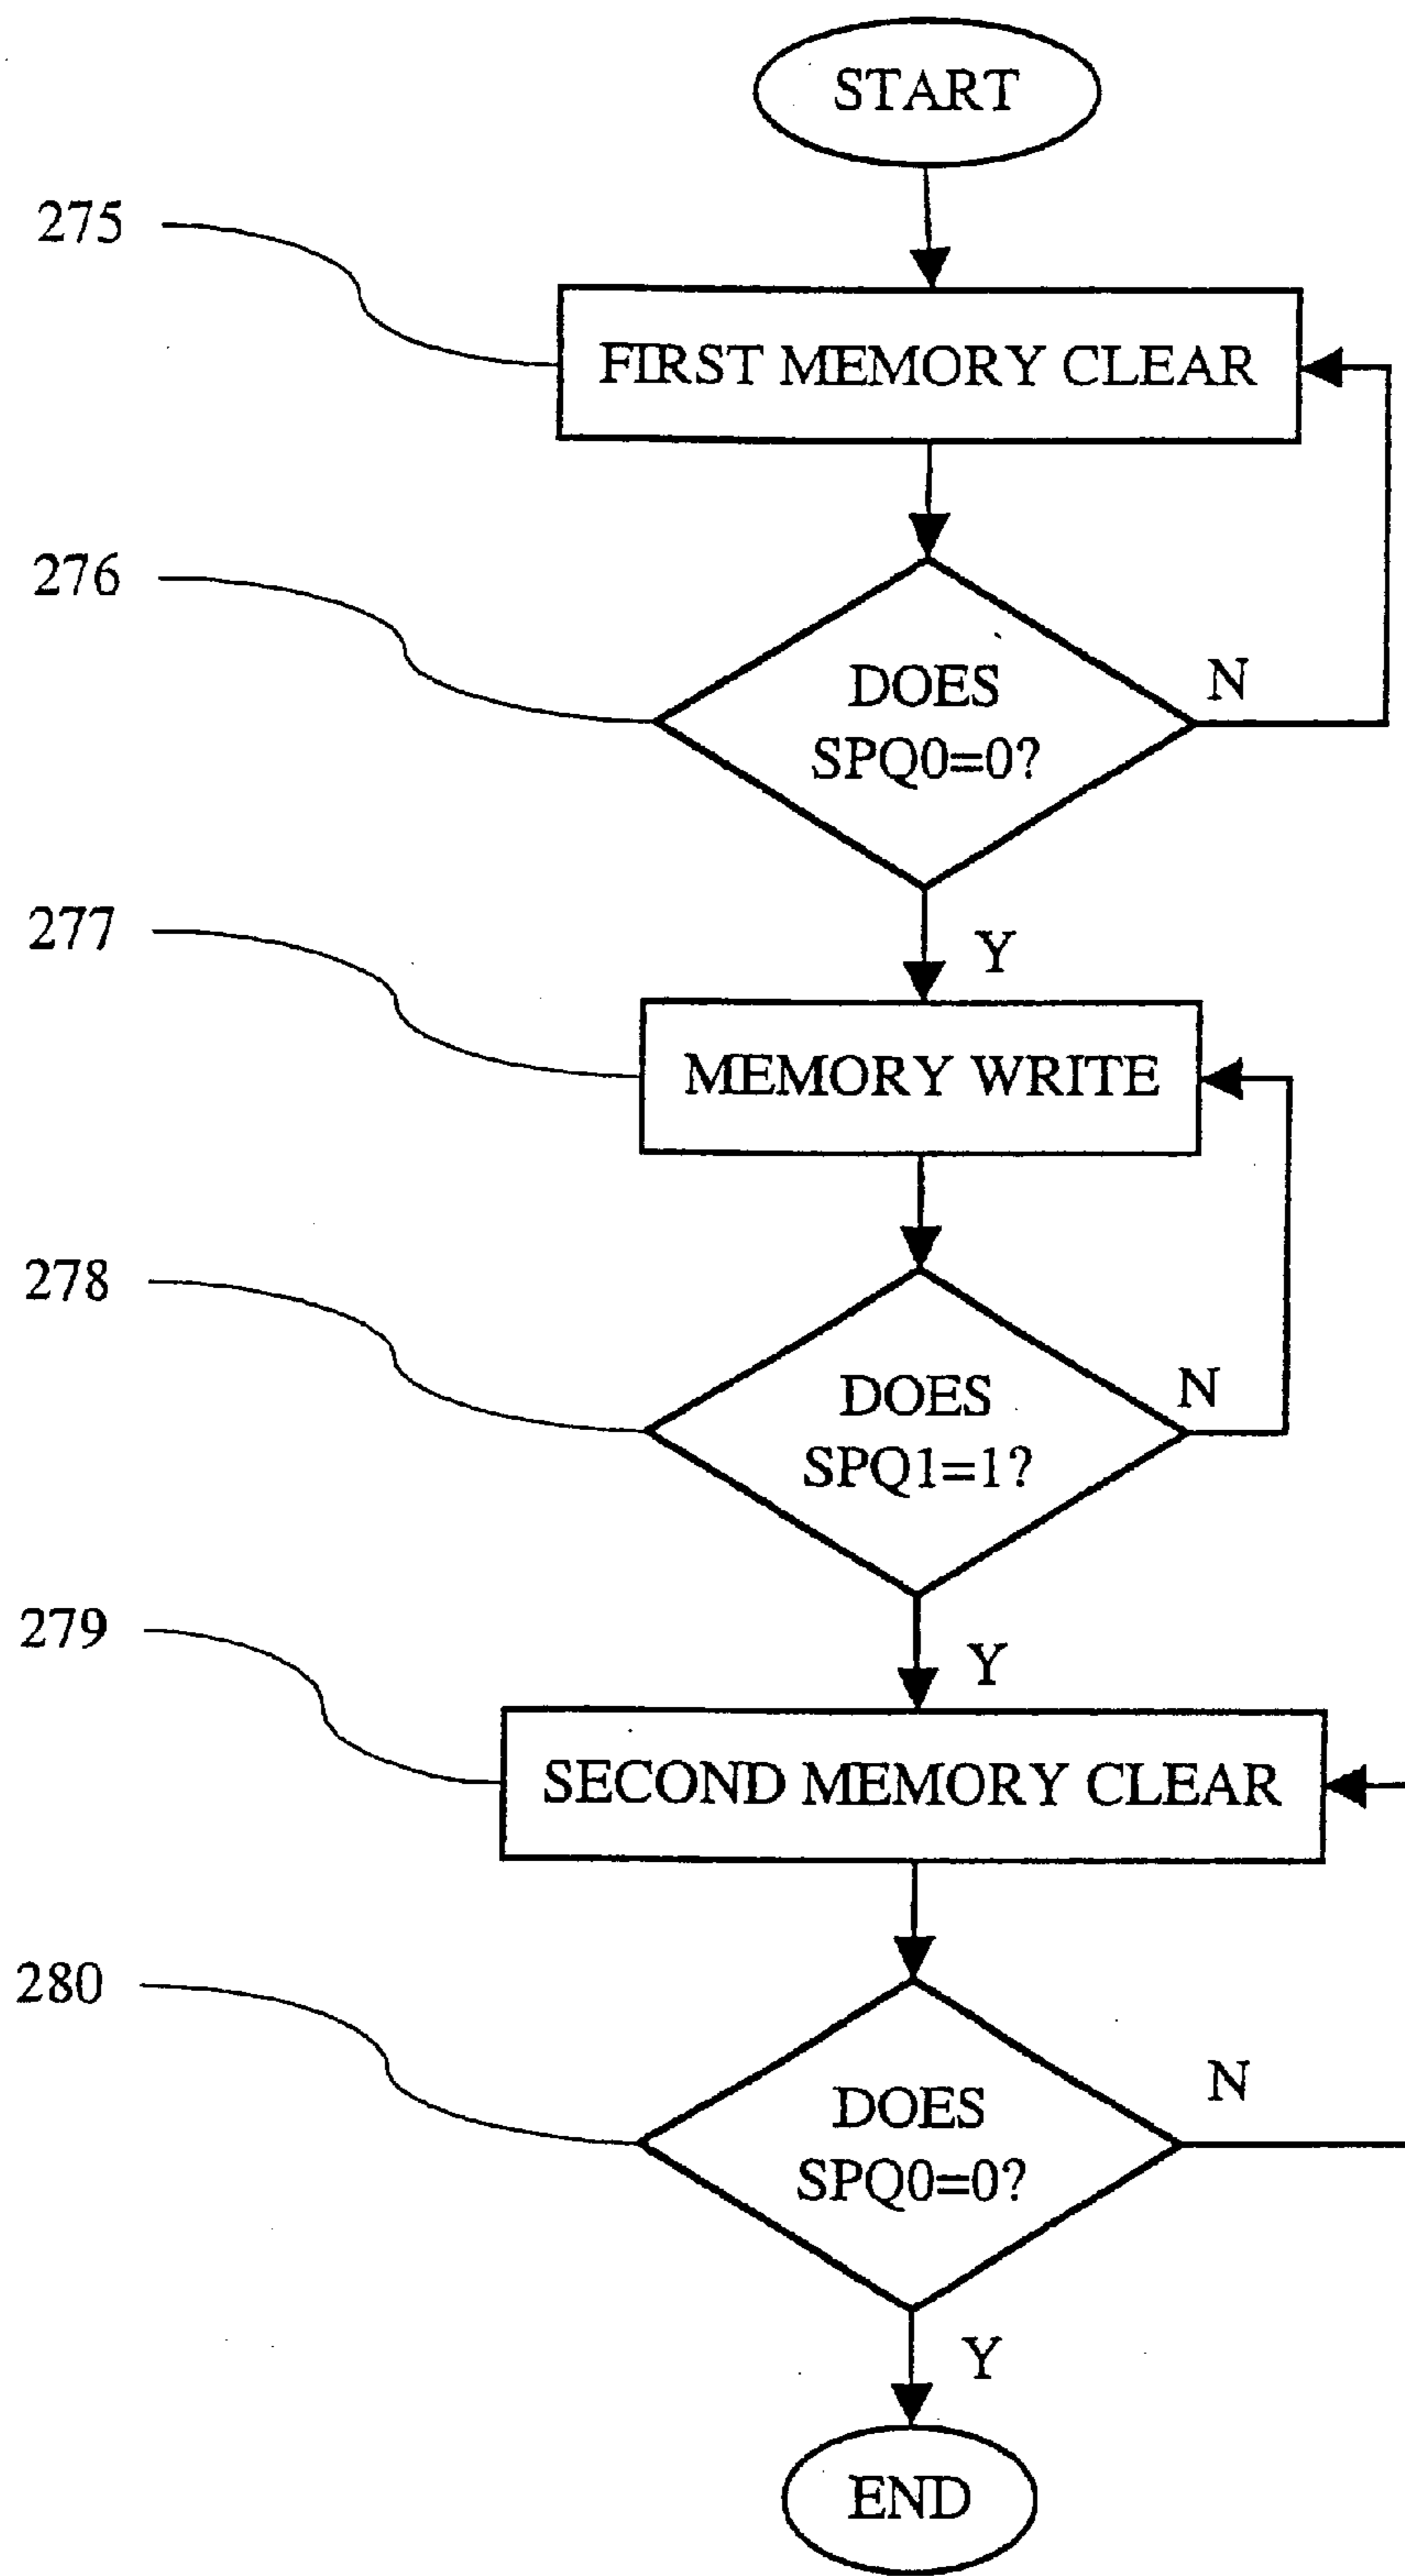 START
275
FIRST MEMORY CLEAR
276
DOES
SPQ0=0?
N
Y
277
MEMORY WRITE
278
DOES
SPQ1=1?
N
Y
279
SECOND MEMORY CLEAR
280
DOES
SPQ0=0?
N
Y
END